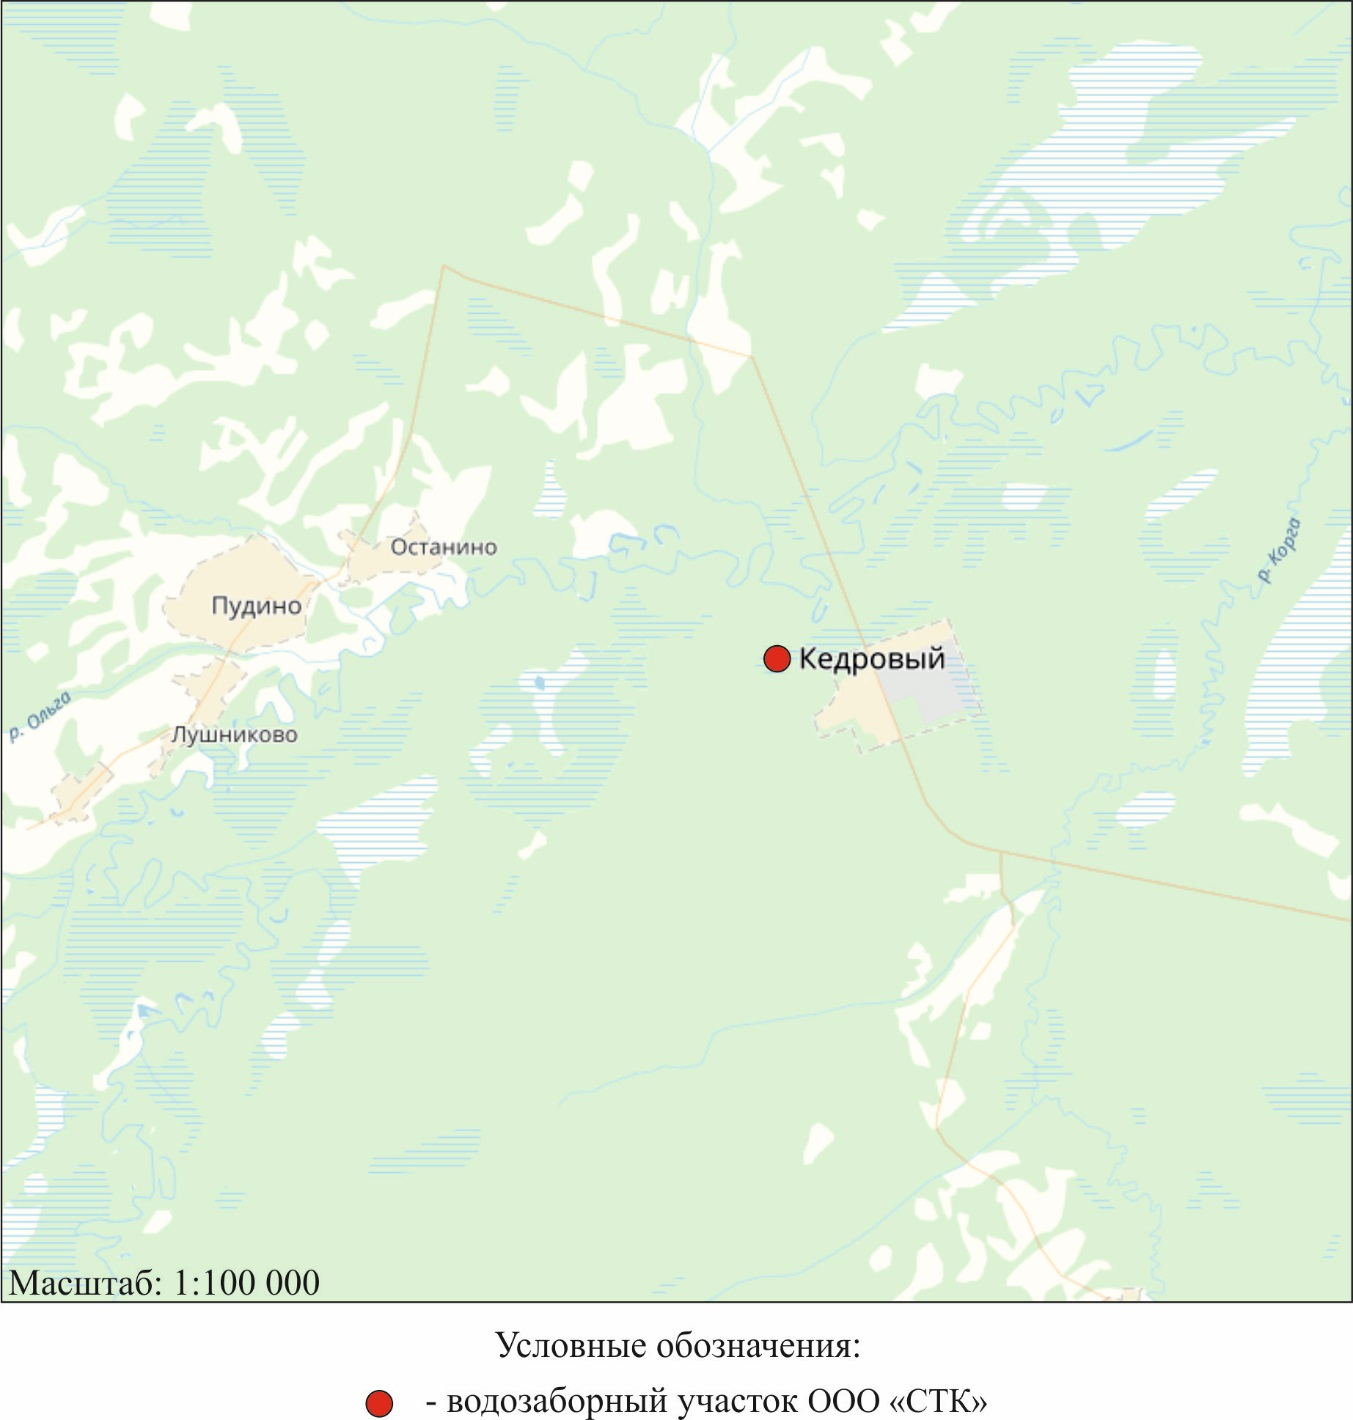 Останино
Пудино
р. Корга
Кедровый
р. Ольга
Лушниково
Масштаб: 1:100 000
Условные обозначения:
- водозаборный участок ООО «СТК»